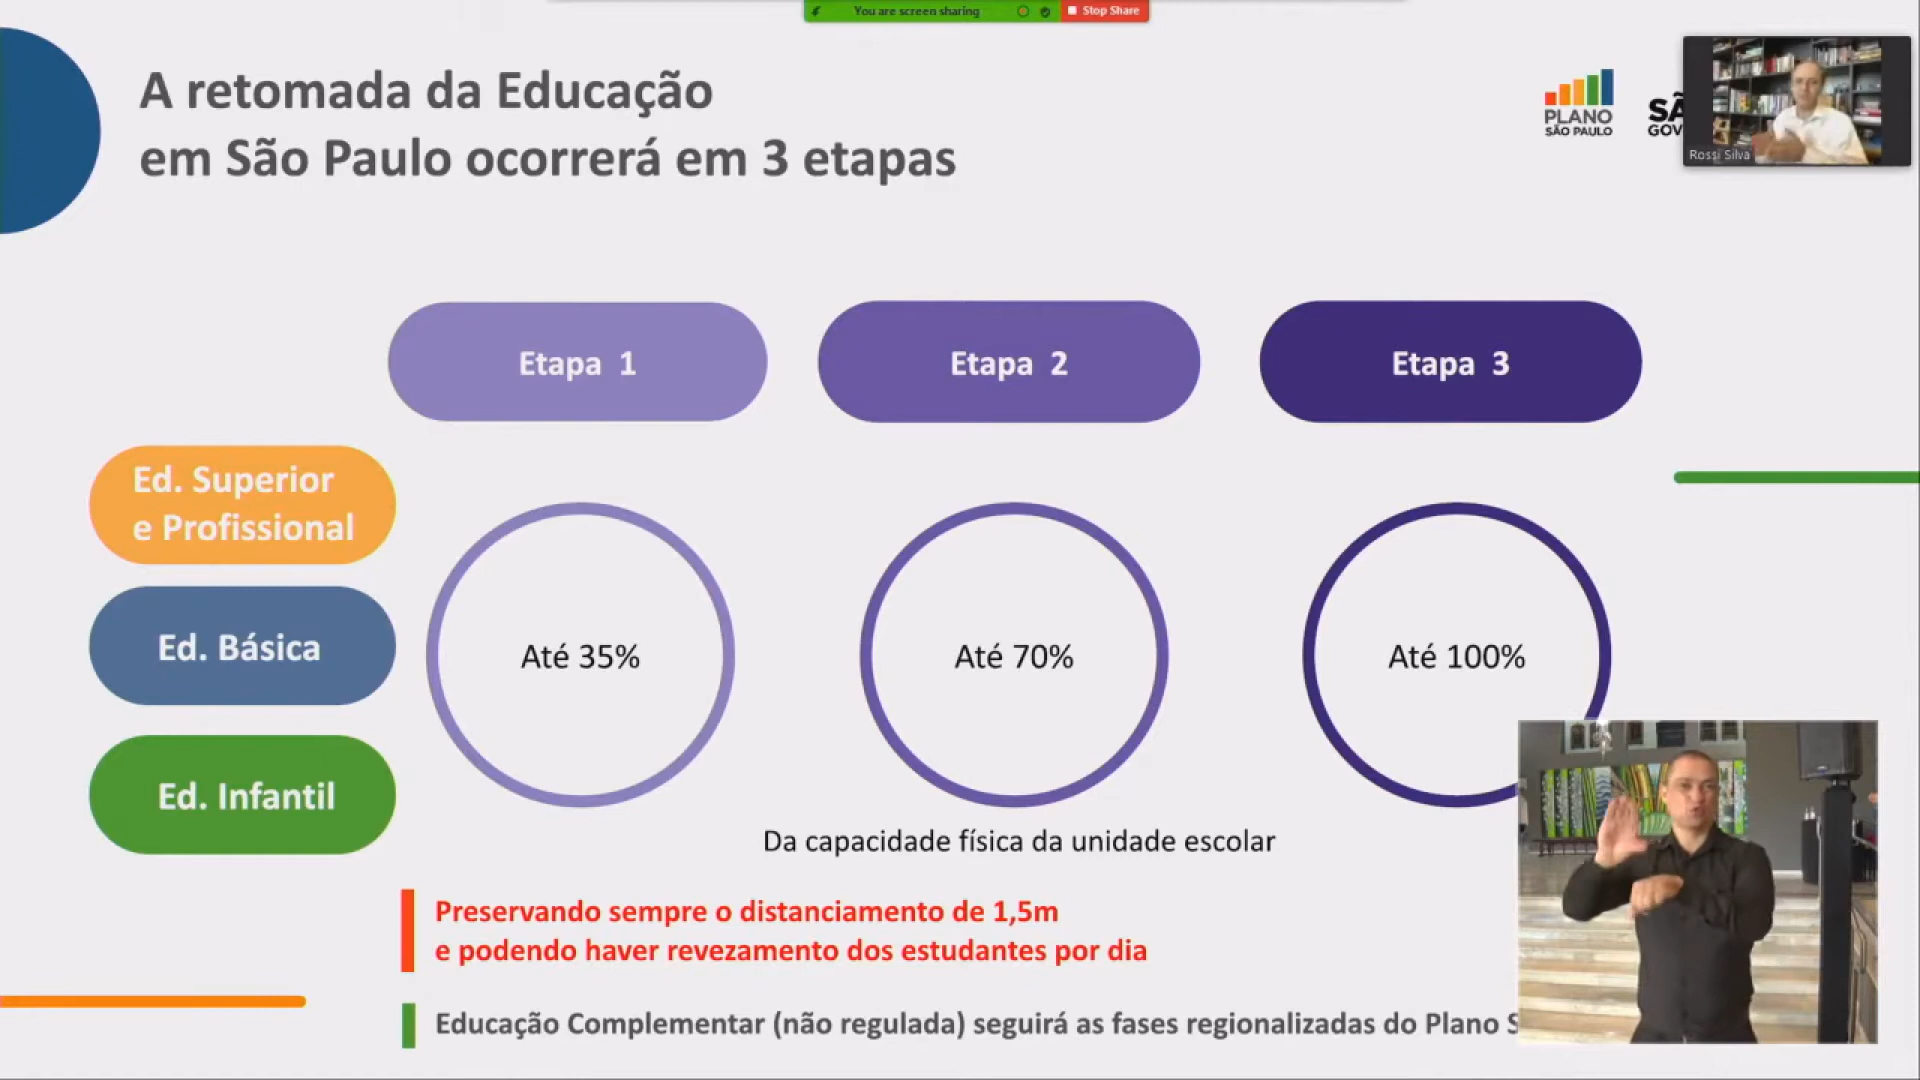 You are screen sharing
Stop Share
A retomada da Educação
em São Paulo ocorrerá em 3 etapas
PLANO
SÃO PAULO
SÃ
GOV
Rossi Silva
Etapa 1
Etapa 2
Etapa 3
Ed. Superior
e Profissional
Ed. Básica
Ed. Infantil
Até 35%
Até 70%
Até 100%
Da capacidade física da unidade escolar
Preservando sempre o distanciamento de 1,5m
e podendo haver revezamento dos estudantes por dia
Educação Complementar (não regulada) seguirá as fases regionalizadas do Plano S